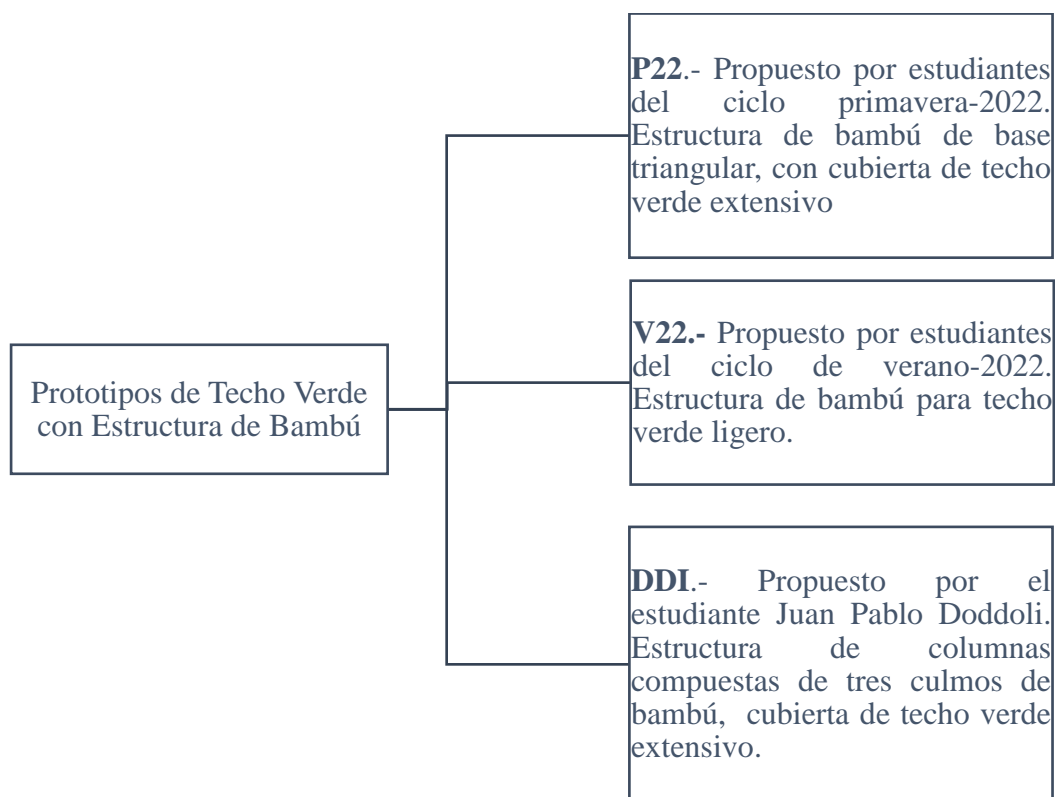 P22.- Propuesto por estudiantes
del ciclo primavera-2022.
Estructura de bambú de base
triangular, con cubierta de techo
verde extensivo
V22.- Propuesto por estudiantes
del ciclo de verano-2022.
Estructura de bambú para techo
verde ligero.
Prototipos de Techo Verde
con Estructura de Bambú
DDI.- Propuesto por el
estudiante Juan Pablo Doddoli.
Estructura de columnas
compuestas de tres culmos de
bambú, cubierta de techo verde
extensivo.